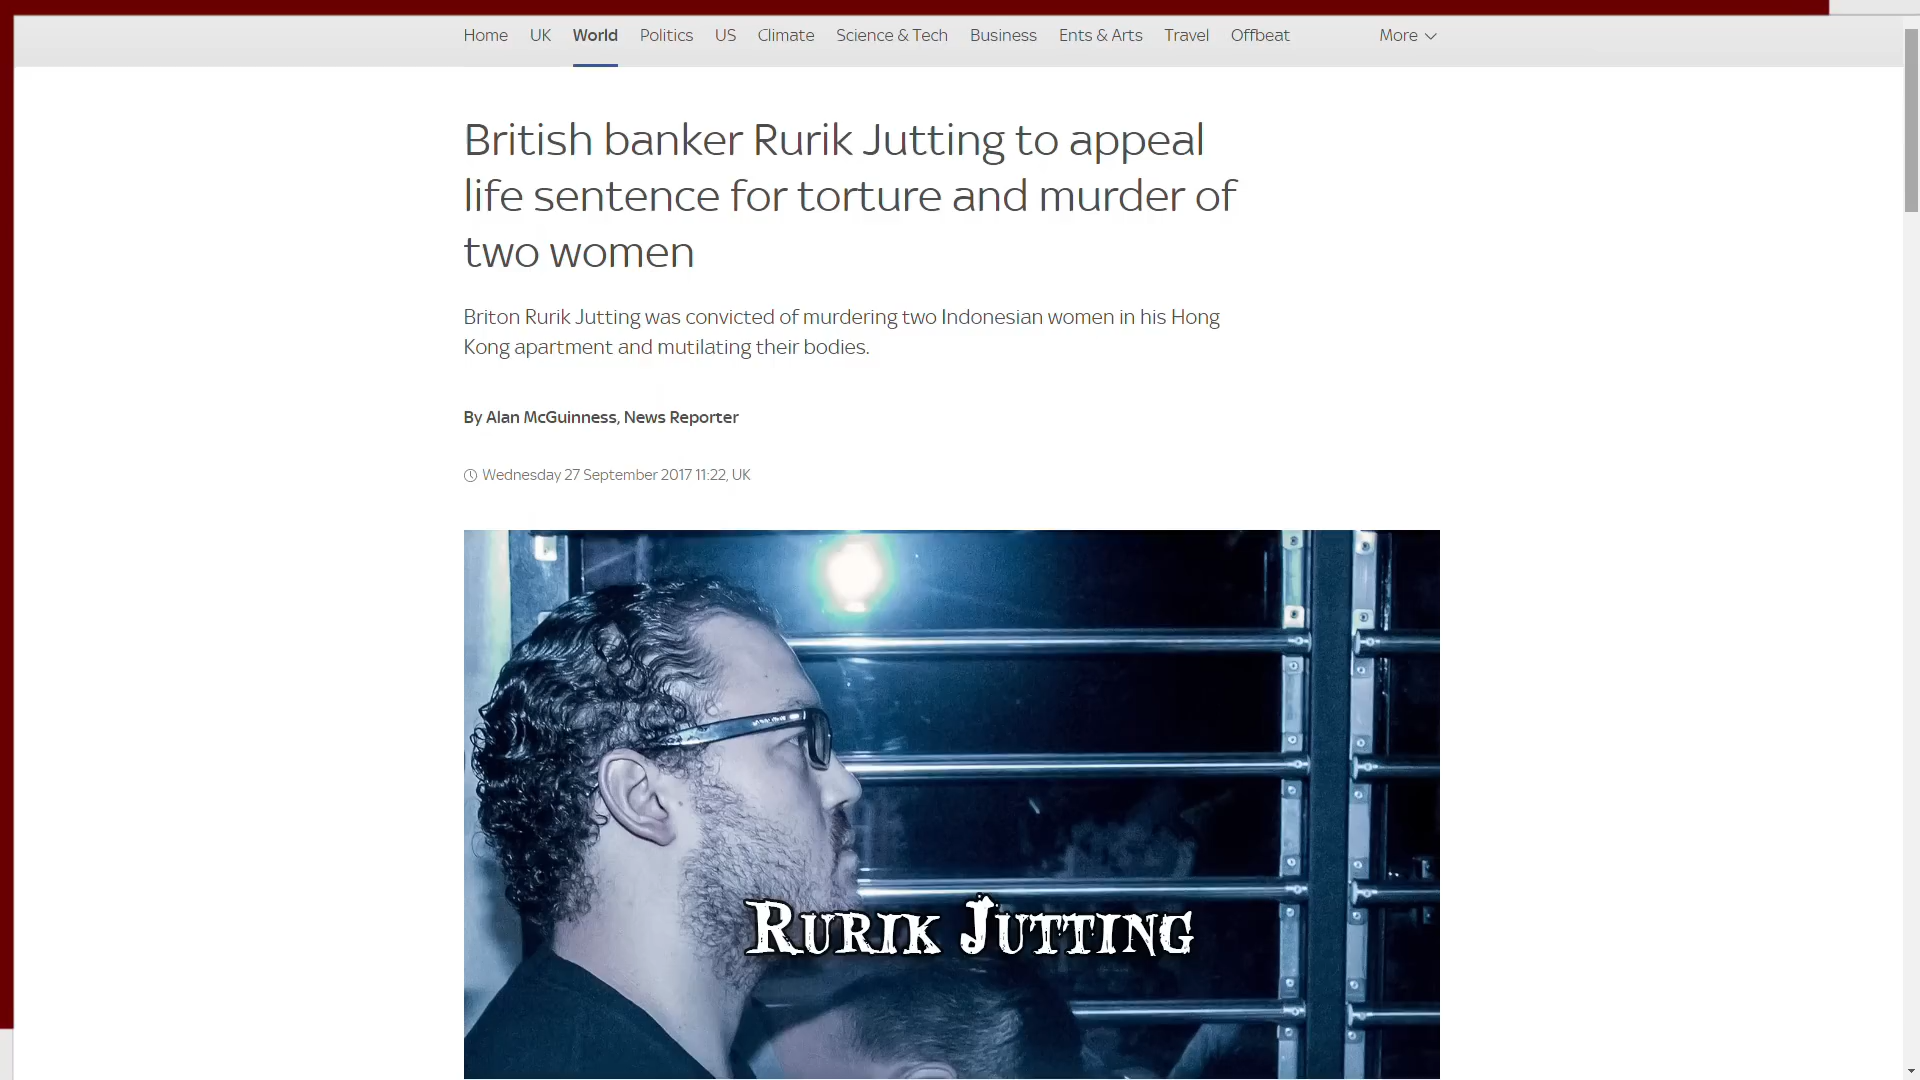 Home UK World Politics US Climate Science & Tech Business Ents & Arts Travel Offbeat More
British banker Rurik Jutting to appeal
life sentence for torture and murder of
two women
Briton Rurik Jutting was convicted of murdering two Indonesian women in his Hong
Kong apartment and mutilating their bodies.
By Alan McGuinness, News Reporter
Wednesday 27 September 2017 11:22, UK
Rurik Jutting